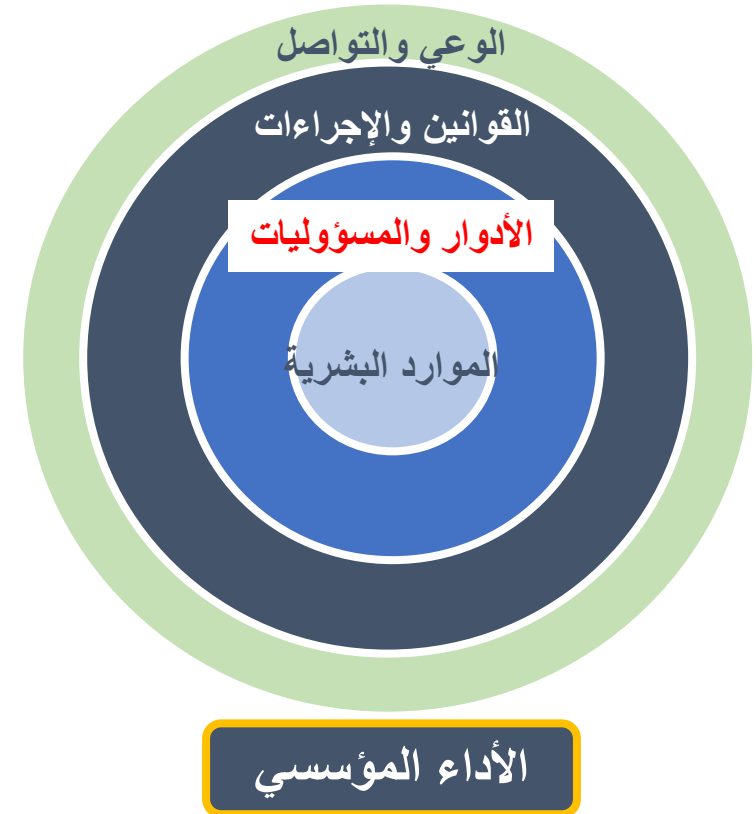 الوعي والتواصل
القوانين والإجراءات
الأدوار والمسؤوليات
الموارد البشرية
الأداء المؤسسي